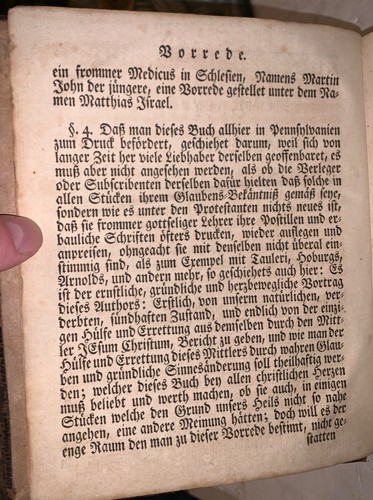 Vorrede.
ein frommer Medicus in Schlesien, Namens Martin
John der jüngere, eine Vorrede gestellet unter dem Na-
men Matthias Israel.
§. 4. Daß man dieses Buch allhier in Pennsylvanien
zum Druck befördert, geschiehet darum, weil sich von
langer Zeit her viele Liebhaber derselben geoffenbaret, es
muß aber nicht angesehen werden, als ob die Verleger
oder Subscribenten derselben dafür hielten daß solche in
allen Stücken ihrem Glaubens-Bekäntniß gemäß seye,
sondern wie es unter den Protestanten nichts neues ist,
daß sie frommer gottseliger Lehrer ihre Postillen und er-
bauliche Schriften öfters drucken, wieder auflegen und
anpreisen, ohngeacht sie mit denselben nicht überal ein-
stimmig sind, als zum Exempel mit Tauleri, Hoburgs,
Arnolds, und andern mehr, so geschiehets auch hier: Es
ist der ernstliche, gründliche und herzbewegliche Vortrag
dieses Authors: Erstlich, von unserm natürlichen, ver-
derbten, sündhaften Zustand, und endlich von der einzi-
gen Hülfe und Errettung aus demselben durch den Mitt-
ler JEsum Christum, Bericht zu geben, und wie man der
Hülfe und Errettung dieses Mittlers durch wahren Glau-
ben und gründliche Sinnesänderung soll theilhaftig wer-
den; welcher dieses Buch bey allen christlichen Herzen
muß beliebt und werth machen, ob sie auch, in einigen
Stücken welche den Grund unsers Heils nicht so nahe
angehen, eine andere Meinung hätten; doch will es der
enge Raum den man zu dieser Vorrede bestimt, nicht ge-
statten